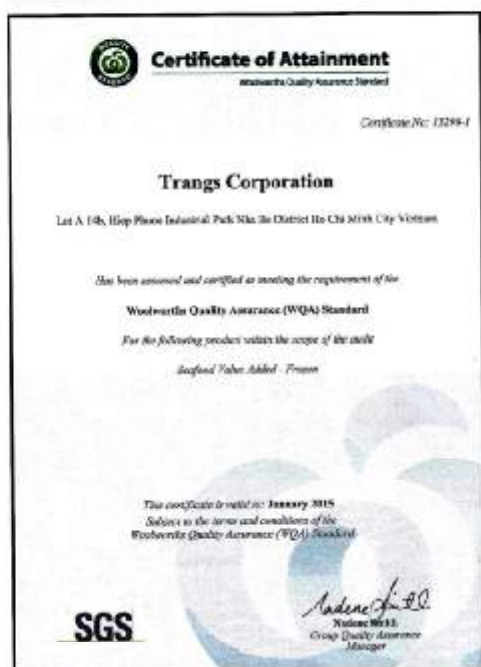 Certificate of Attainment
Woolworths Quality Assurance Standard
Certificate No: 13298-1
Trangs Corporation
Lot A 14b, Hiep Phuoc Industrial Park Nha Be District Ho Chi Minh City Vietnam
Has been assessed and certified as meeting the requirement of the
Woolworths Quality Assurance (WQA) Standard
For the following product within the scope of the audit
Seafood Value Added - Frozen
This certificate is valid to: January 2015
Subject to the terms and conditions of the
Woolworths Quality Assurance (WQA) Standard
SGS
Nadene
Group Quality Assurance
Manager